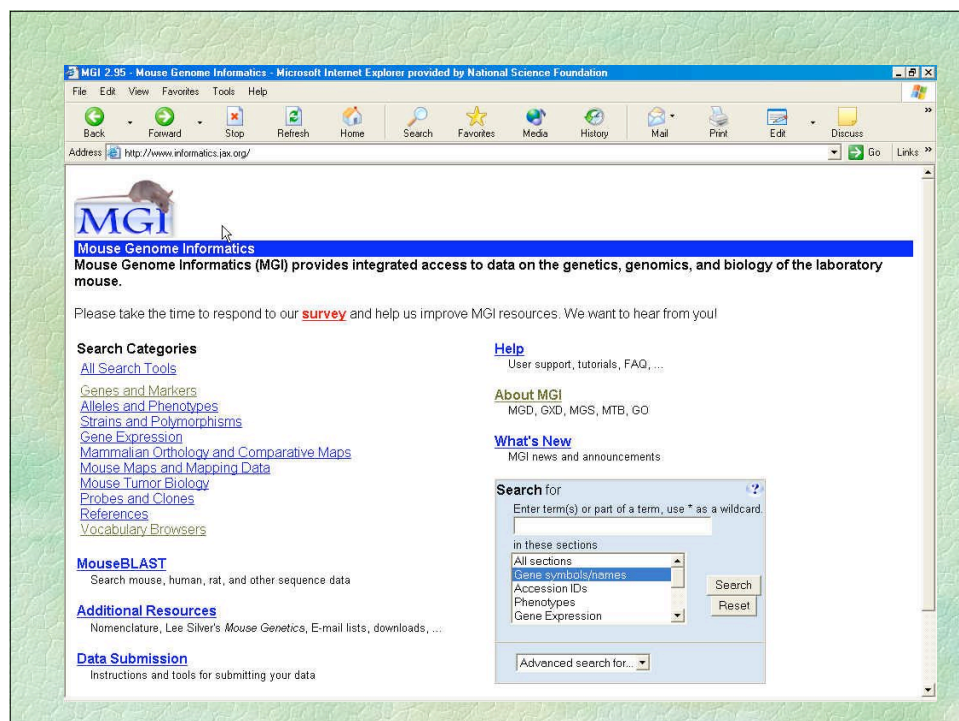 MGI 2.95 - Mouse Genome Informatics - Microsoft Internet Explorer provided by National Science Foundation
File Edit View Favorites Tools Help
Back Forward Stop Refresh Home Search Favorites Media History Mail Print Edit Discuss
Address http://www.informatics.jax.org/ Go Links
MGI
Mouse Genome Informatics
Mouse Genome Informatics (MGI) provides integrated access to data on the genetics, genomics, and biology of the laboratory
mouse.
Please take the time to respond to our survey and help us improve MGI resources. We want to hear from you!
Search Categories
All Search Tools
Genes and Markers
Alleles and Phenotypes
Strains and Polymorphisms
Gene Expression
Mammalian Orthology and Comparative Maps
Mouse Maps and Mapping Data
Mouse Tumor Biology
Probes and Clones
References
Vocabulary Browsers
MouseBLAST
Search mouse, human, rat, and other sequence data
Additional Resources
Nomenclature, Lee Silver's Mouse Genetics, E-mail lists, downloads, ...
Data Submission
Instructions and tools for submitting your data
Help
User support, tutorials, FAQ, ...
About MGI
MGD, GXD, MGS, MTB, GO
What's New
MGI news and announcements
Search for ?
Enter term(s) or part of a term, use * as a wildcard.
in these sections
All sections
Gene symbols/names
Accession IDs
Phenotypes
Gene Expression
Search
Reset
Advanced search for...